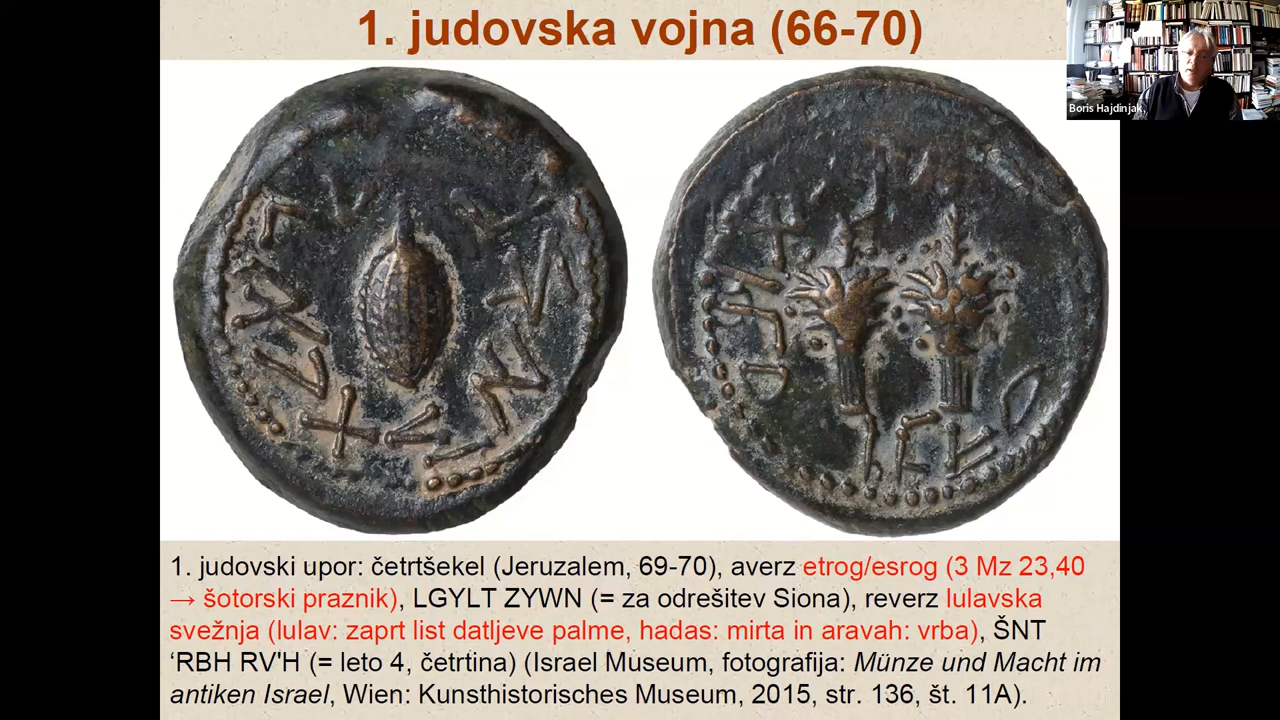 1. judovska vojna (66-70)
Boris Hajdinjak,
1. judovski upor: četrtšekel (Jeruzalem, 69-70), averz etrog/esrog (3 Mz 23,40
→ šotorski praznik), LGYLT ZYWN (= za odrešitev Siona), reverz lulavska
svežnja (lulav: zaprt list datljeve palme, hadas: mirta in aravah: vrba), ŠNT
‘RBH RV'H (= leto 4, četrtina) (Israel Museum, fotografija: Münze und Macht im
antiken Israel, Wien: Kunsthistorisches Museum, 2015, str. 136, št. 11A).